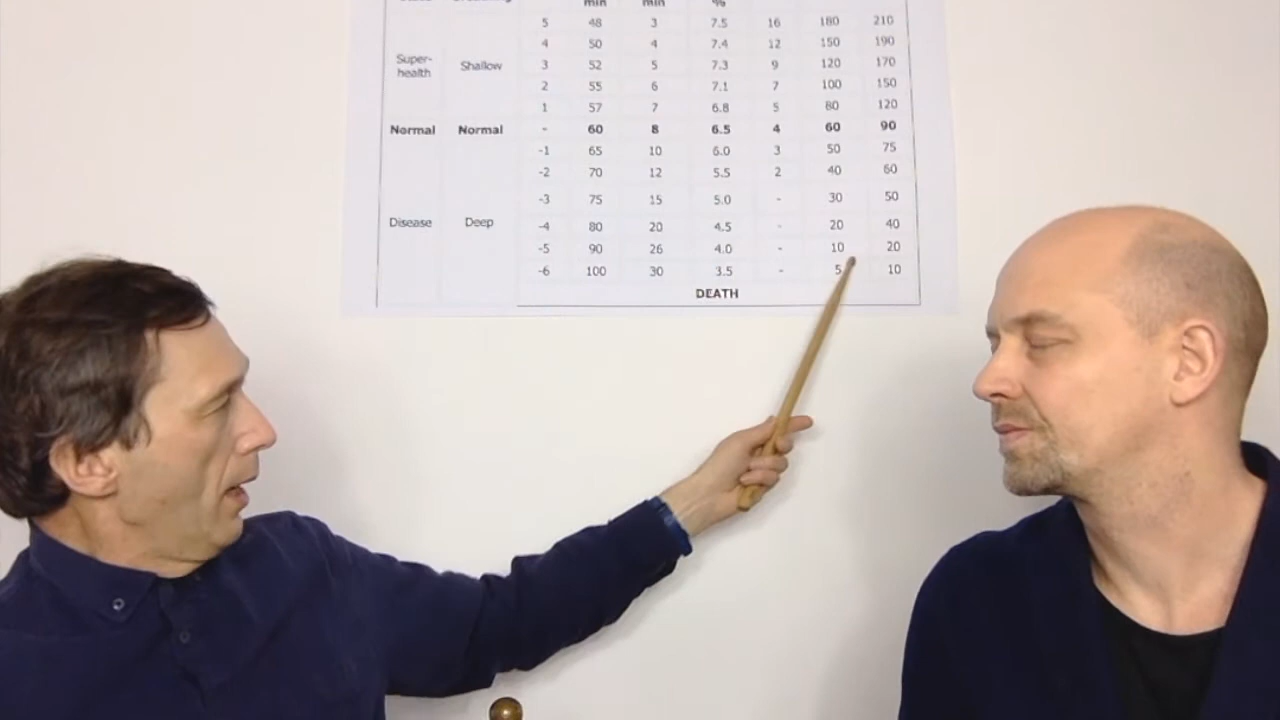 min min %
5 48 3 7.5 16 180 210
4 50 4 7.4 12 150 190
Super-
health Shallow 3 52 5 7.3 9 120 170
2 55 6 7.1 7 100 150
1 57 7 6.8 5 80 120
Normal Normal - 60 8 6.5 4 60 90
-1 65 10 6.0 3 50 75
-2 70 12 5.5 2 40 60
-3 75 15 5.0 - 30 50
Disease Deep -4 80 20 4.5 - 20 40
-5 90 26 4.0 - 10 20
-6 100 30 3.5 - 5 10
DEATH